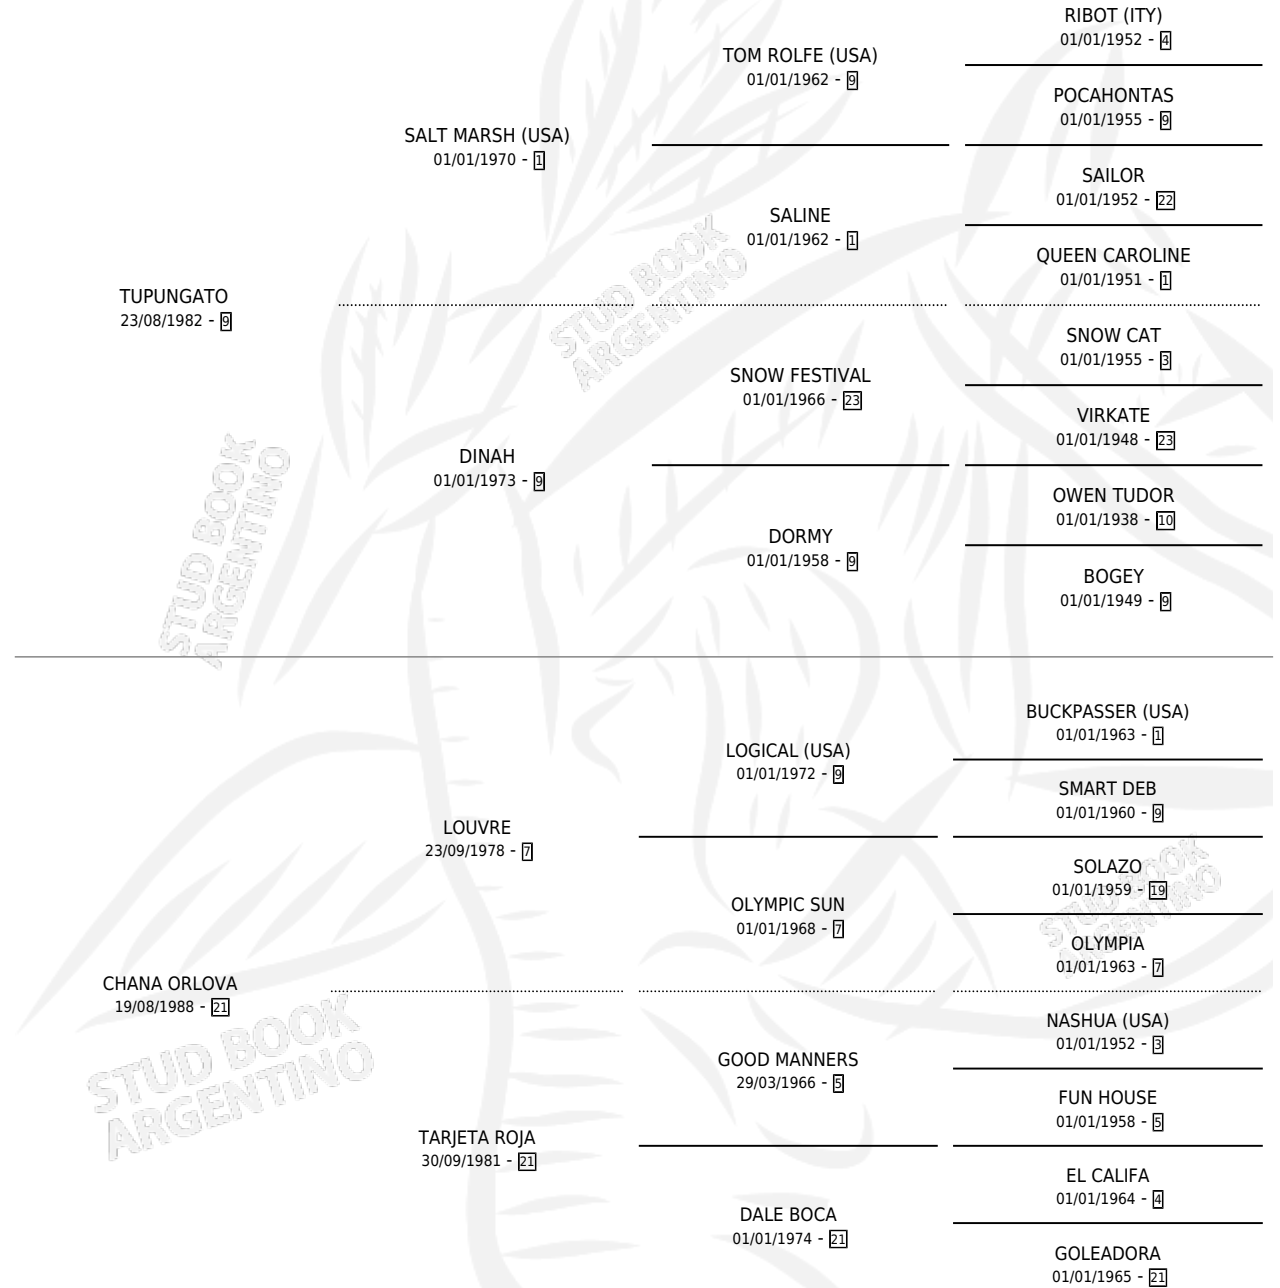 RIBOT (ITY)
01/01/1952 - 4
TOM ROLFE (USA)
01/01/1962 - 9
POCAHONTAS
01/01/1955 - 9
SALT MARSH (USA)
01/01/1970 - 1
SAILOR
01/01/1952 - 22
SALINE
01/01/1962 - 1
QUEEN CAROLINE
01/01/1951 - 1
TUPUNGATO
23/08/1982 - 9
STUD BOOK
ARGENTINO
SNOW CAT
01/01/1955 - 3
SNOW FESTIVAL
01/01/1966 - 23
VIRKATE
01/01/1948 - 23
DINAH
01/01/1973 - 9
OWEN TUDOR
01/01/1938 - 10
DORMY
01/01/1958 - 9
BOGEY
01/01/1949 - 9
STUD BOOK
ARGENTINO
BUCKPASSER (USA)
01/01/1963 - 1
LOGICAL (USA)
01/01/1972 - 9
SMART DEB
01/01/1960 - 9
LOUVRE
23/09/1978 - 7
SOLAZO
01/01/1959 - 19
OLYMPIC SUN
01/01/1968 - 7
OLYMPIA
01/01/1963 - 7
STUD BOOK
ARGENTINO
CHANA ORLOVA
19/08/1988 - 21
NASHUA (USA)
01/01/1952 - 3
GOOD MANNERS
29/03/1966 - 5
FUN HOUSE
01/01/1958 - 5
STUD BOOK
ARGENTINO
TARJETA ROJA
30/09/1981 - 21
EL CALIFA
01/01/1964 - 4
DALE BOCA
01/01/1974 - 21
GOLEADORA
01/01/1965 - 21